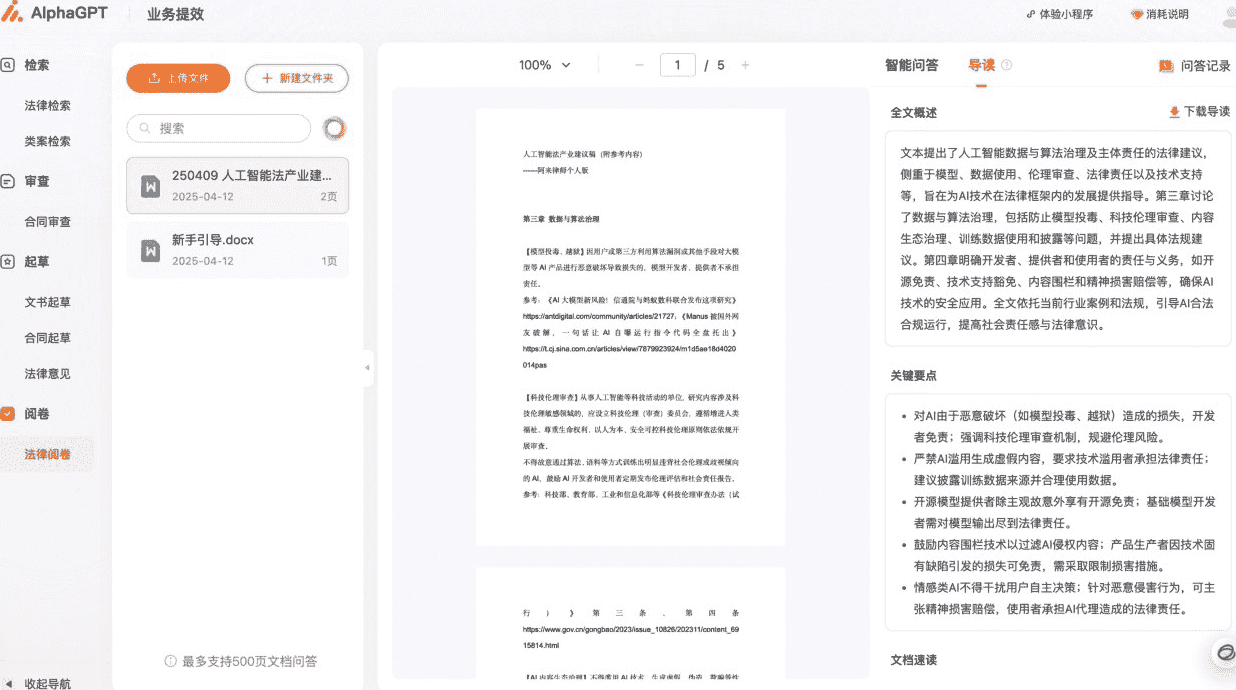 AlphaGPT
业务提效
体验小程序
消耗说明
检索
法律检索
类案检索
审查
合同审查
起草
文书起草
合同起草
法律意见
阅卷
法律阅卷
收起导航
上传文件
新建文件夹
搜索
250409 人工智能法产业建...
2025-04-12
2页
新手引导.docx
2025-04-12
1页
最多支持500页文档问答
100%
1 / 5
人工智能法产业建议稿（附参考内容）
——阿来律师个人版
第三章 数据与算法治理
【模型投毒、越狱】因用户或第三方利用算法漏洞或其他手段对大模
型等 AI 产品进行恶意破坏导致损失的，模型开发者、提供者不承担
责任。
参考：《AI 大模型新风险！信通院与蚂蚁数科联合发布这项研究》
https://antdigital.com/community/articles/21727；《Manus 被国外网
友破解，一句话让 AI 自曝运行指令代码全盘托出》
https://t.cj.sina.com.cn/articles/view/7879923924/m1d5ae18d4020
014pas
【科技伦理审查】从事人工智能等科技活动的单位，研究内容涉及科
技伦理敏感领域的，应设立科技伦理（审查）委员会，遵循增进人类
福祉、尊重生命权利、以人为本、安全可控科技伦理原则依法依规开
展审查。
不得故意通过算法、语料等方式训练出明显违背社会伦理或歧视倾向
的 AI，鼓励 AI 开发者和使用者定期发布伦理评估和社会责任报告。
参考：科技部、教育部、工业和信息化部等《科技伦理审查办法（试
行）》第三条、第四条
https://www.gov.cn/gongbao/2023/issue_10826/202311/content_69
15814.html
【AI 内容生态治理】不得滥用 AI 技术，生成虚假、伪造、欺骗等性
智能问答
导读
问答记录
全文概述
下载导读
文本提出了人工智能数据与算法治理及主体责任的法律建议，
侧重于模型、数据使用、伦理审查、法律责任以及技术支持
等，旨在为AI技术在法律框架内的发展提供指导。第三章讨论
了数据与算法治理，包括防止模型投毒、科技伦理审查、内容
生态治理、训练数据使用和披露等问题，并提出具体法规建
议。第四章明确开发者、提供者和使用者的责任与义务，如开
源免责、技术支持豁免、内容围栏和精神损害赔偿等，确保AI
技术的安全应用。全文依托当前行业案例和法规，引导AI合法
合规运行，提高社会责任感与法律意识。
关键要点
• 对AI由于恶意破坏（如模型投毒、越狱）造成的损失，开发
者免责；强调科技伦理审查机制，规避伦理风险。
• 严禁AI滥用生成虚假内容，要求技术滥用者承担法律责任；
建议披露训练数据来源并合理使用数据。
• 开源模型提供者除主观故意外享有开源免责；基础模型开发
者需对模型输出尽到法律责任。
• 鼓励内容围栏技术以过滤AI侵权内容；产品生产者因技术固
有缺陷引发的损失可免责，需采取限制损害措施。
• 情感类AI不得干扰用户自主决策；针对恶意侵害行为，可主
张精神损害赔偿，使用者承担AI代理造成的法律责任。
文档速读